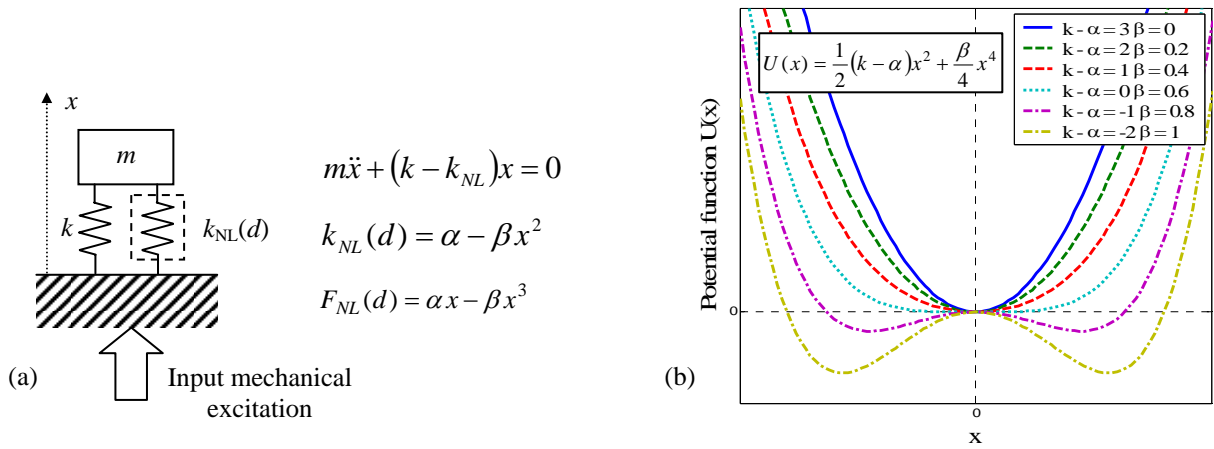 x
m
k
k_NL(d)
mẍ + (k − k_NL)x = 0
k_NL(d) = α − βx²
F_NL(d) = αx − βx³
(a)
Input mechanical
excitation
U(x) = 1/2 (k − α)x² + β/4 x⁴
k - α = 3 β = 0
k - α = 2 β = 0.2
k - α = 1 β = 0.4
k - α = 0 β = 0.6
k - α = -1 β = 0.8
k - α = -2 β = 1
Potential function U(x)
0
0
x
(b)